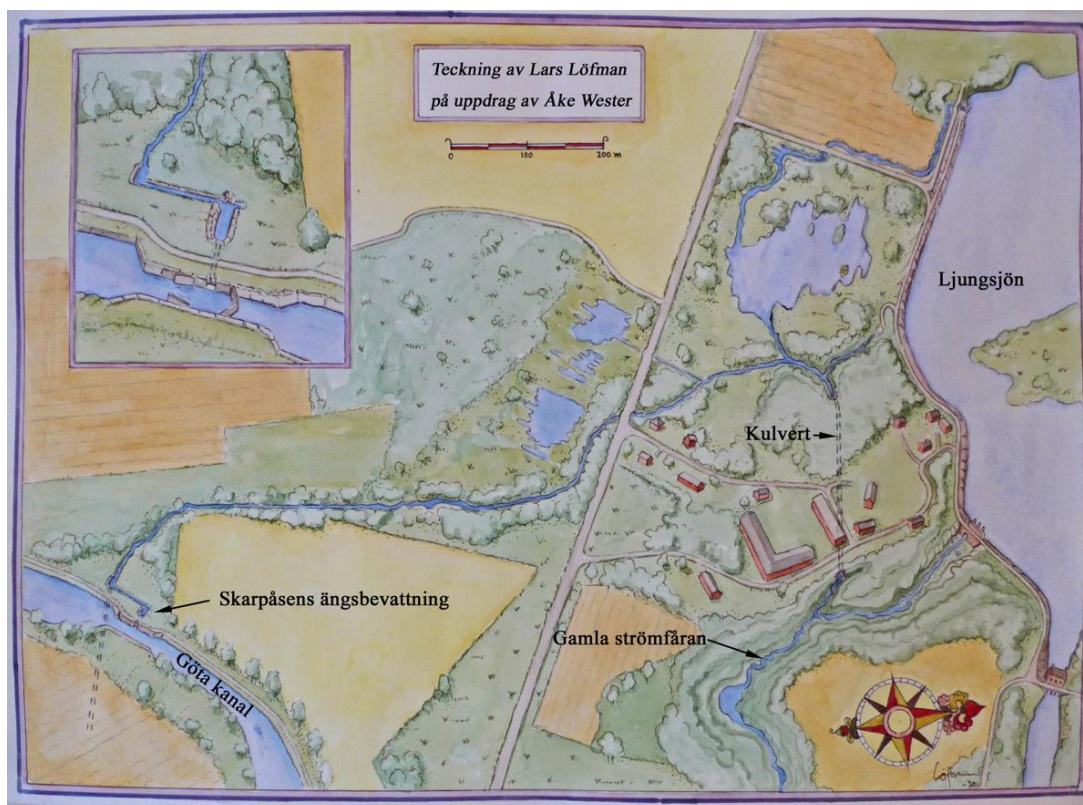 Teckning av Lars Löfman
på uppdrag av Åke Wester
0 100 200 m
Ljungsjön
Kulvert
Skarpåsens ängsbevattning
Gamla strömfåran
Göta kanal